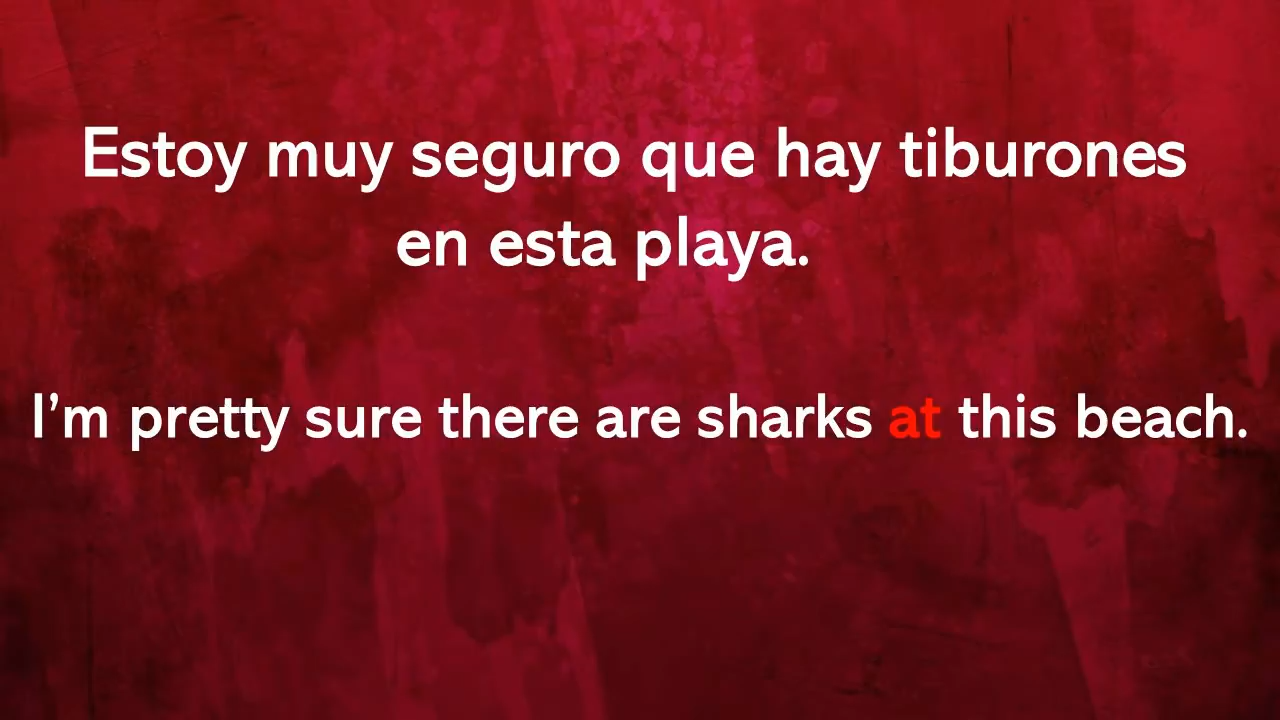 Estoy muy seguro que hay tiburones
en esta playa.
I’m pretty sure there are sharks at this beach.